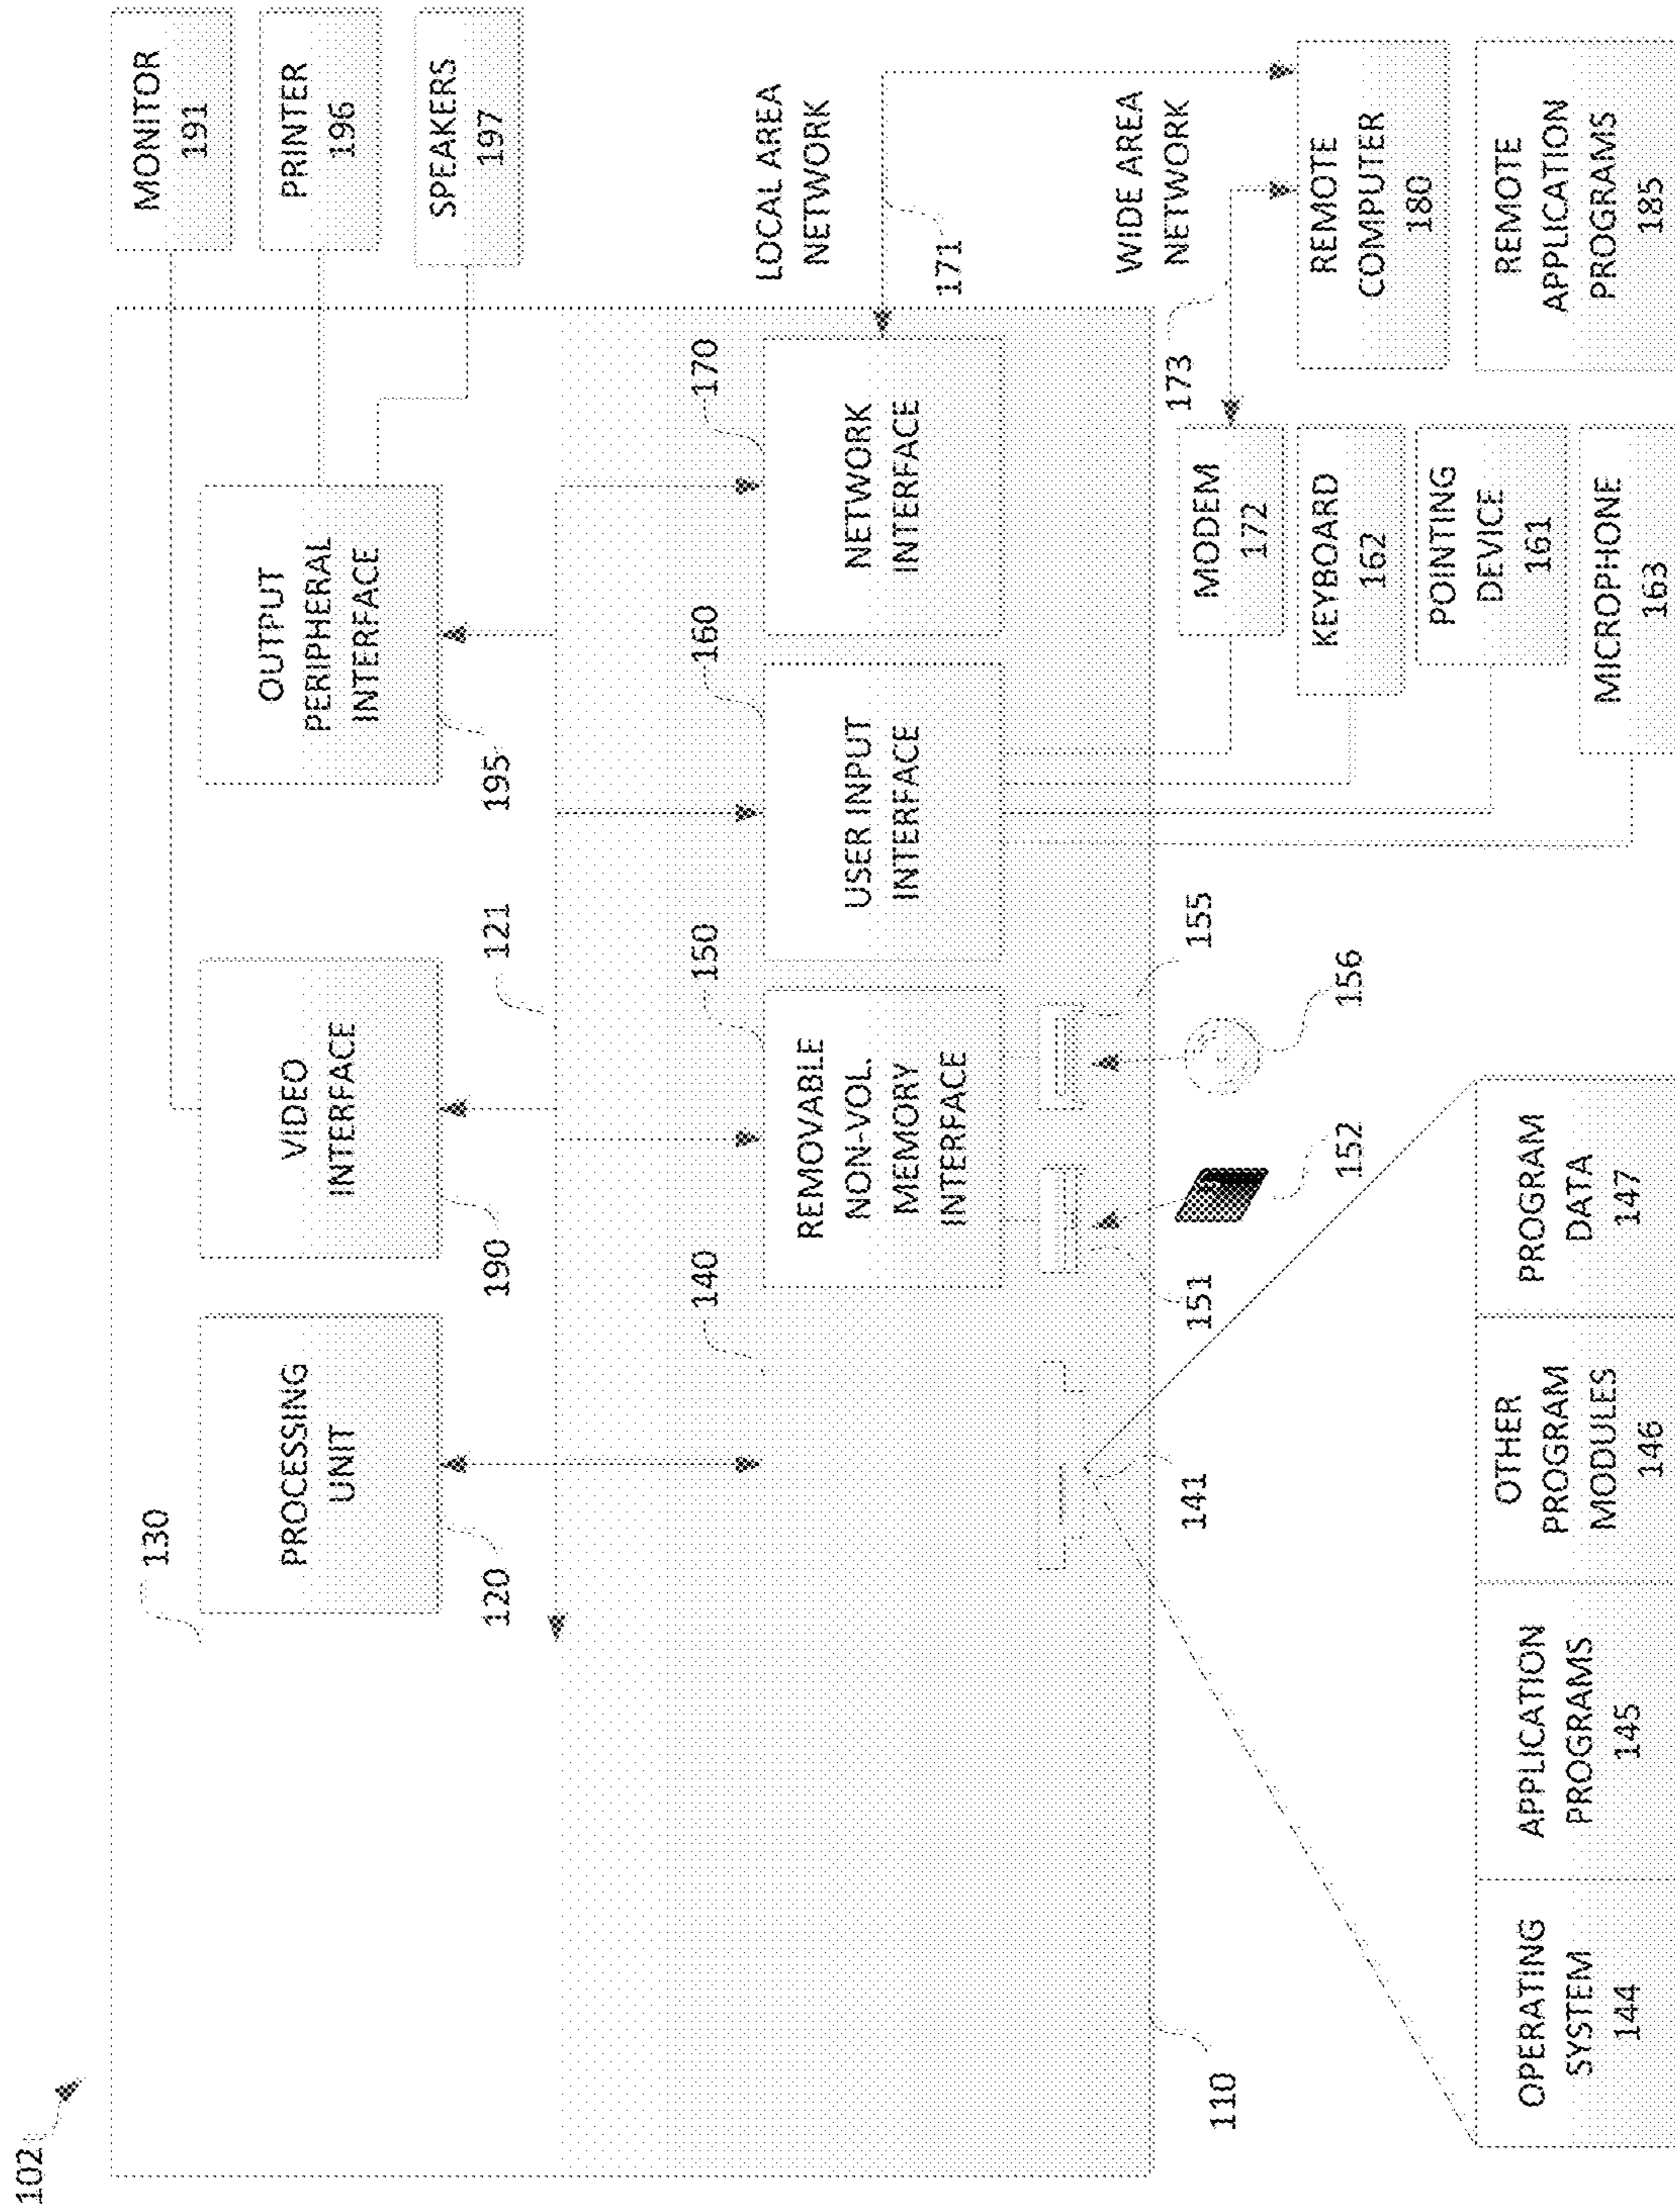 102
130
PROCESSING
UNIT
120
VIDEO
INTERFACE
190
121
OUTPUT
PERIPHERAL
INTERFACE
195
MONITOR
191
PRINTER
196
SPEAKERS
197
140
REMOVABLE
NON-VOL.
MEMORY
INTERFACE
150
USER INPUT
INTERFACE
160
NETWORK
INTERFACE
170
LOCAL AREA
NETWORK
171
WIDE AREA
NETWORK
173
110
141
151
152
155
156
MODEM
172
KEYBOARD
162
POINTING
DEVICE
161
MICROPHONE
163
REMOTE
COMPUTER
180
REMOTE
APPLICATION
PROGRAMS
185
OPERATING
SYSTEM
144
APPLICATION
PROGRAMS
145
OTHER
PROGRAM
MODULES
146
PROGRAM
DATA
147